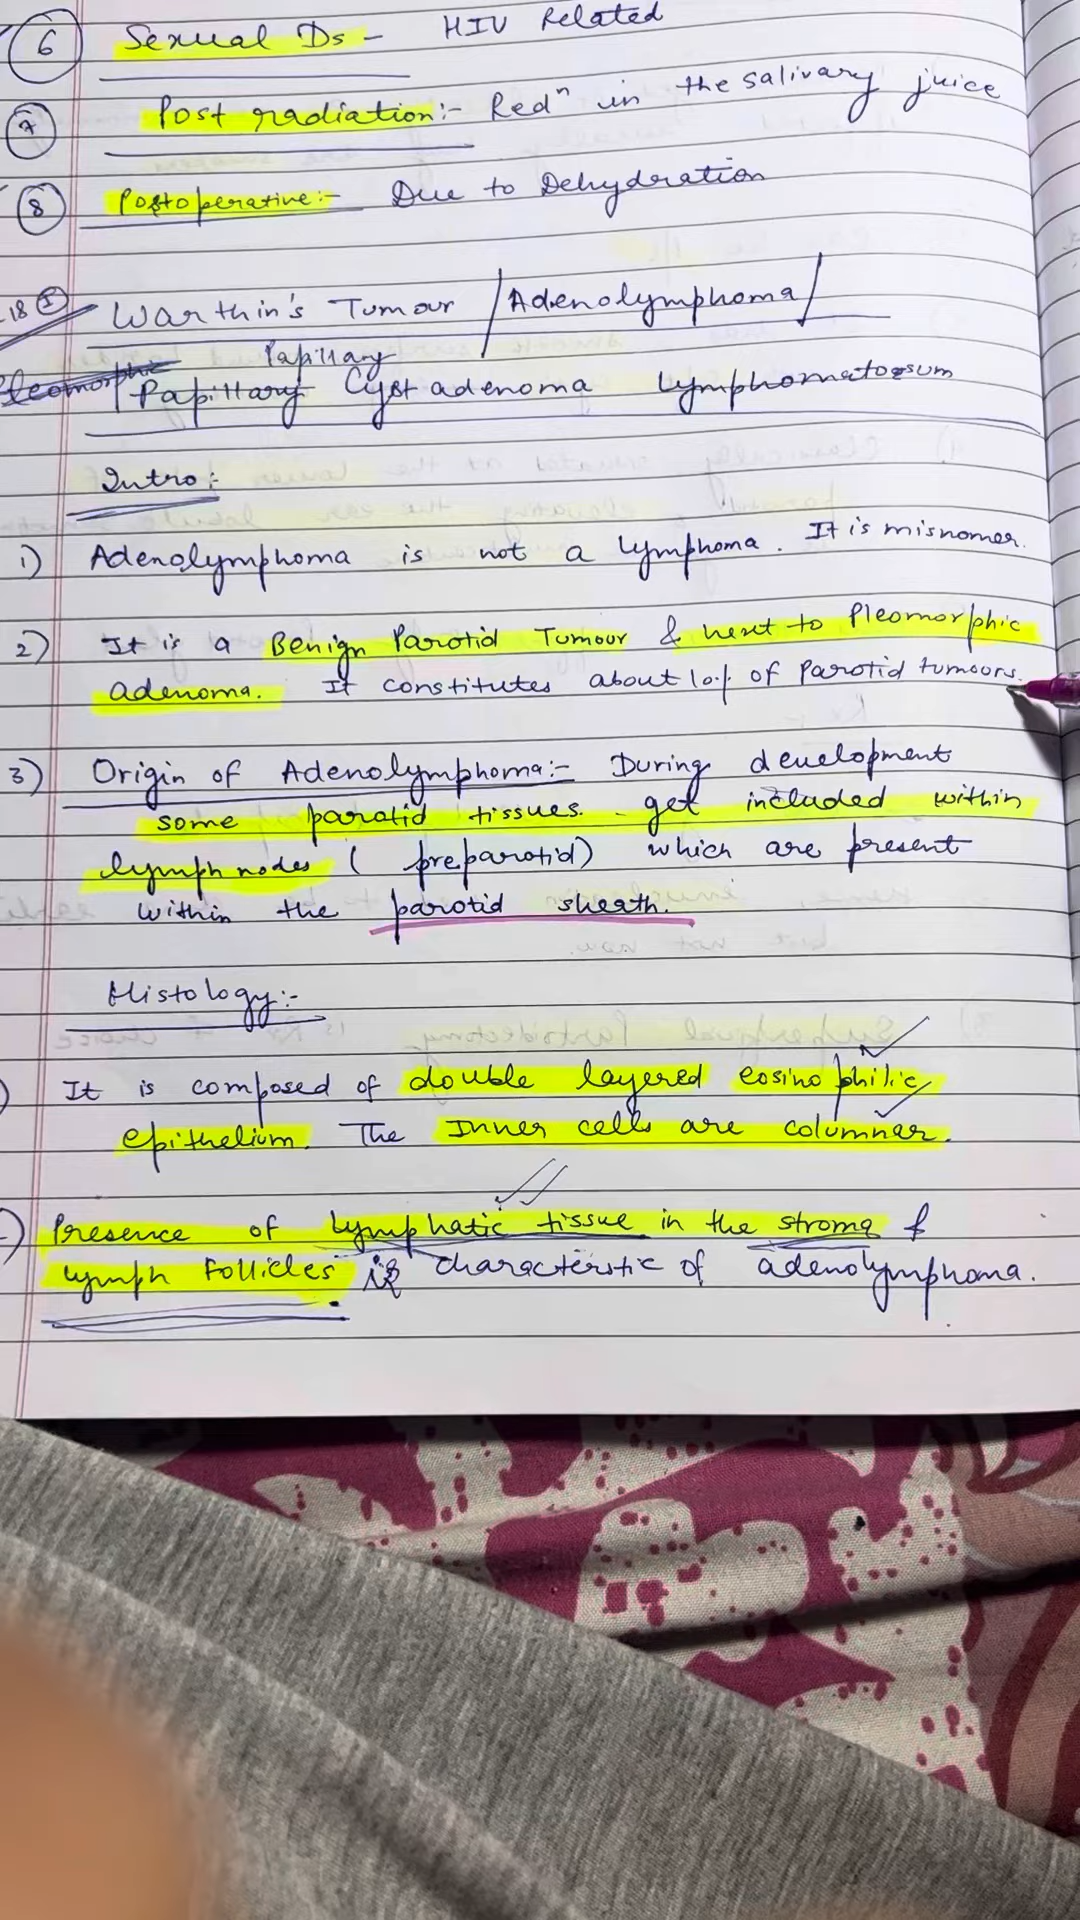 6 Sexual Ds - HIV Related
7 Post radiation:- Redⁿ in the salivary juice
8 Postoperative:- Due to Dehydration
18 I Warthin's Tumour /Adenolymphoma/
Papillary
Pleomorphic /Papillary Cystadenoma lymphomatosum
Intro:
1) Adenolymphoma is not a lymphoma. It is misnomer.
2) It is a Benign Parotid Tumour & next to Pleomorphic
adenoma. It constitutes about 10% of Parotid tumours.
3) Origin of Adenolymphoma:- During development
some paratid tissues get included within
lymph nodes (preparotid) which are present
within the parotid sheath.
Histology:-
) It is composed of double layered eosinophilic
epithelium. The Inner cells are columnar.
) Presence of lymphatic tissue in the stroma &
lymph follicles is characterstic of adenolymphoma.